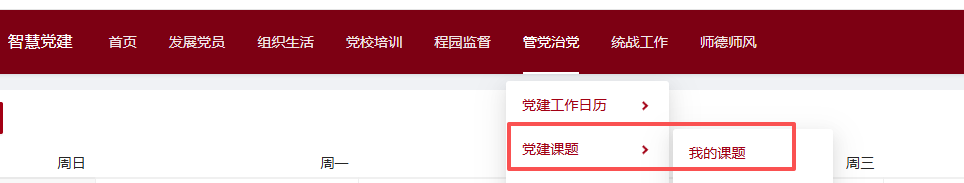 智慧党建 首页 发展党员 组织生活 党校培训 程园监督 管党治党 统战工作 师德师风
党建工作日历
党建课题
我的课题
周日 周一 周三